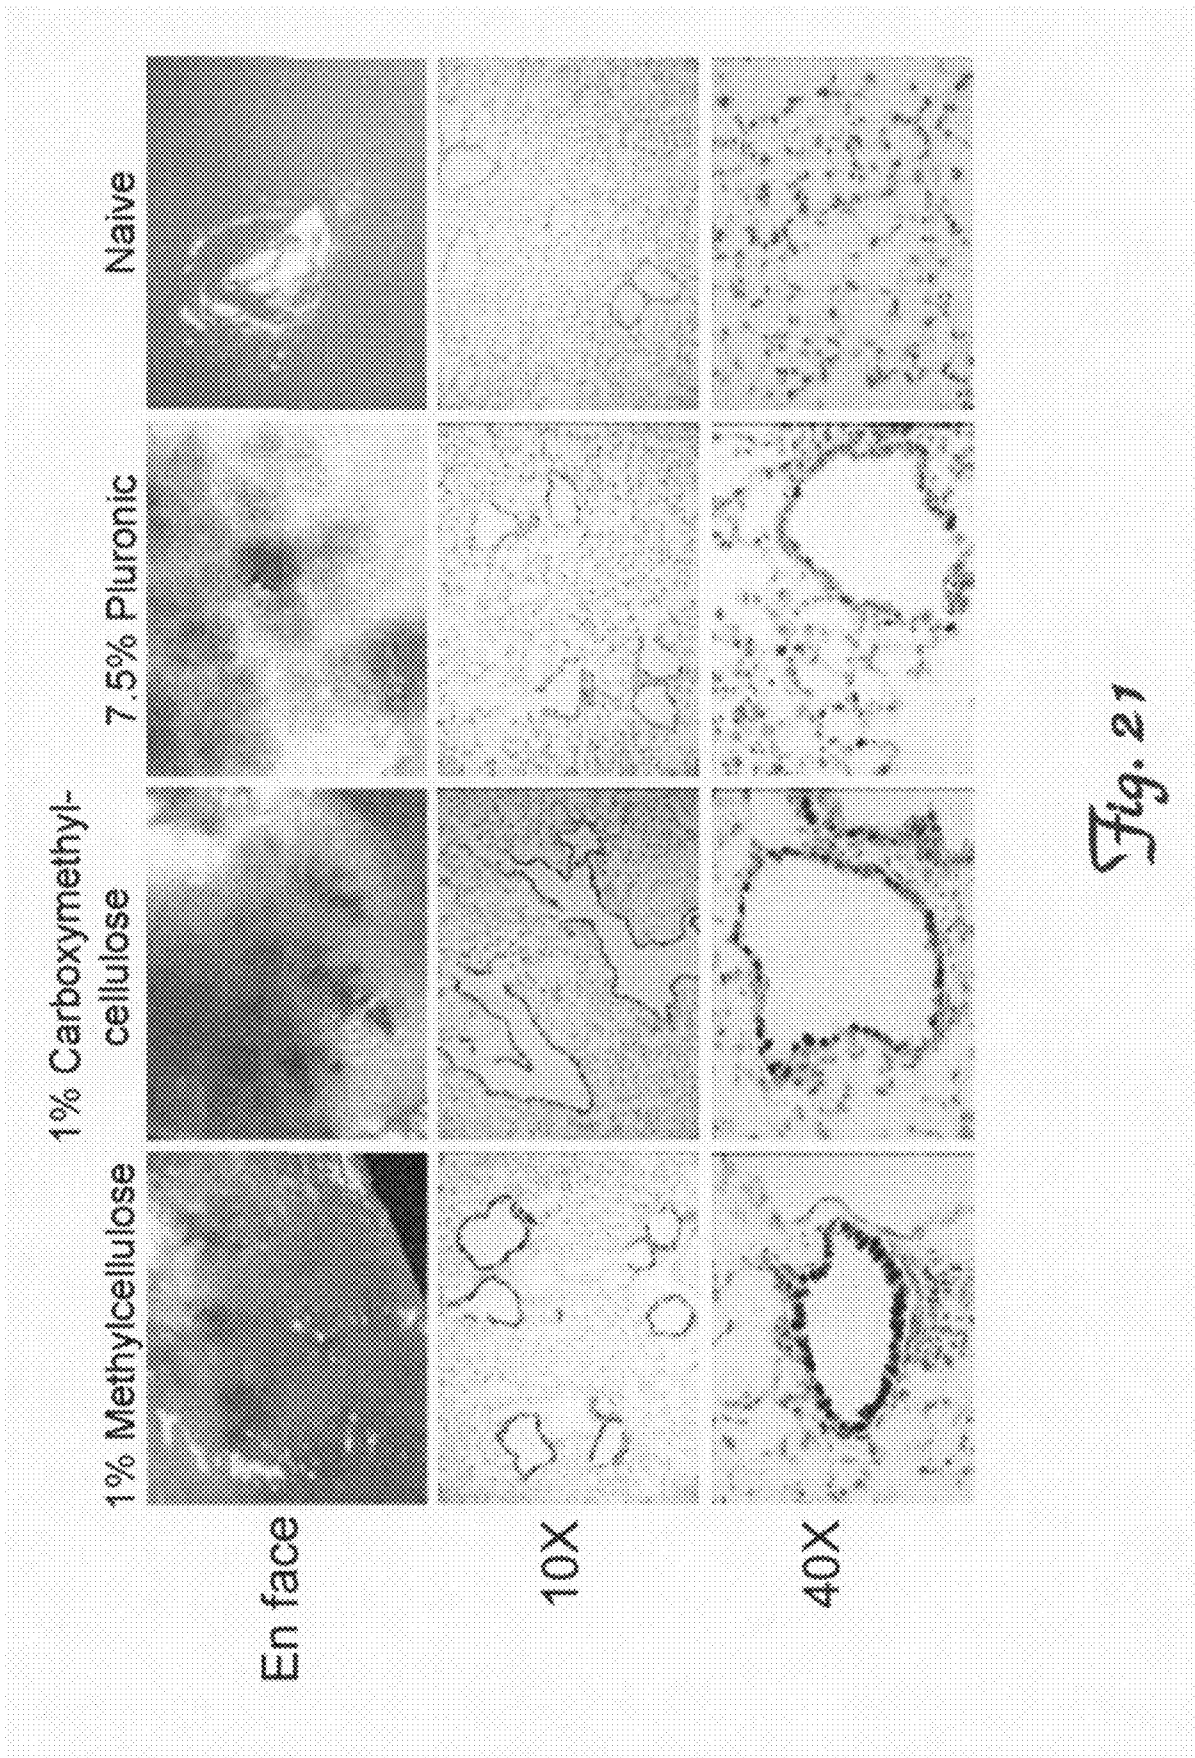 1% Methylcellulose
1% Carboxymethyl-
cellulose
7.5% Pluronic
Naive
En face
10X
40X
Fig. 21